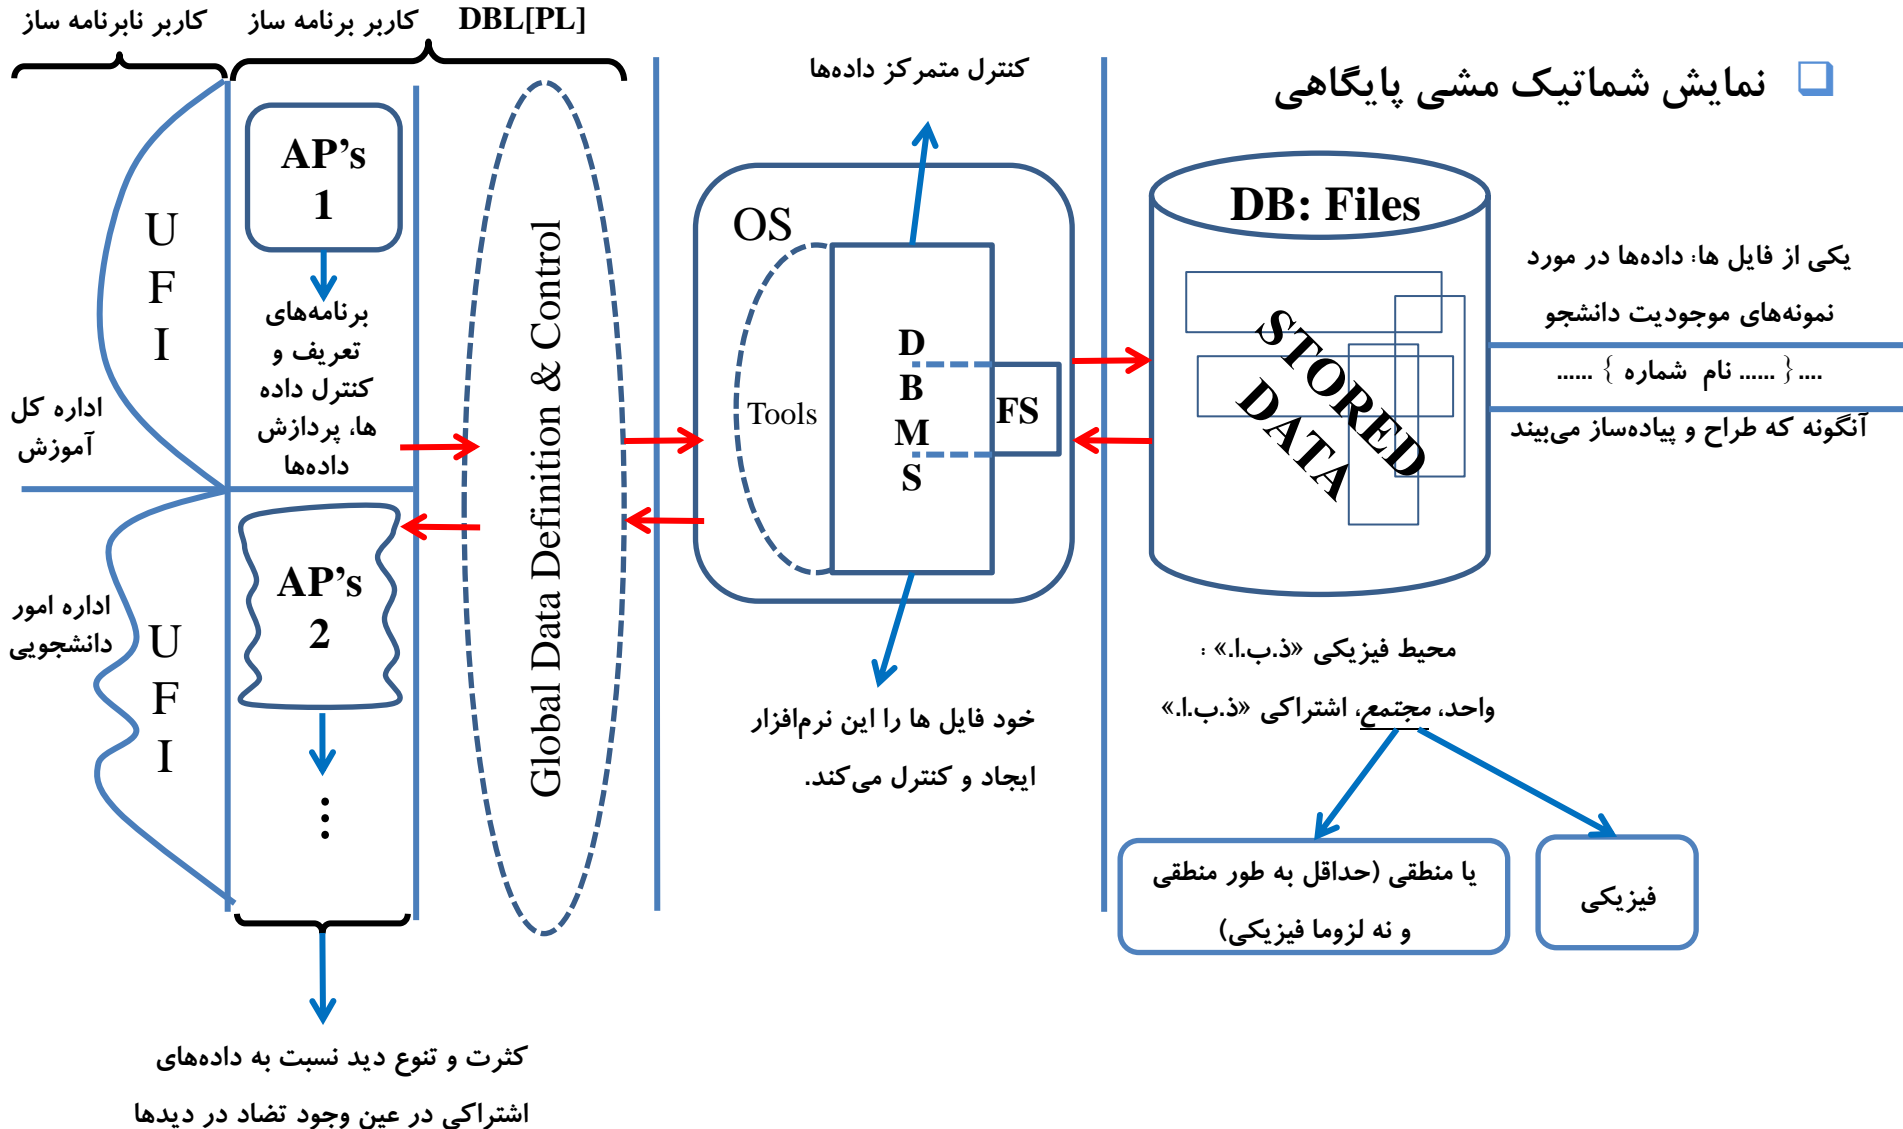 نمایش شماتیک مشی پایگاهی
کاربر نابرنامه ساز
کاربر برنامه ساز
DBL[PL]
کنترل متمرکز داده‌ها
U
F
I
AP’s
1
برنامه‌های
تعریف و
کنترل داده
ها، پردازش
داده‌ها
اداره کل
آموزش
U
F
I
اداره امور
دانشجویی
AP’s
2
⋮
کثرت و تنوع دید نسبت به داده‌های
اشتراکی در عین وجود تضاد در دیدها
Global Data Definition & Control
OS
Tools
D
B
M
S
FS
خود فایل ها را این نرم‌افزار
ایجاد و کنترل می‌کند.
DB: Files
STORED
DATA
یکی از فایل ها: داده‌ها در مورد
نمونه‌های موجودیت دانشجو
...... { نام شماره ...... } ....
آنگونه که طراح و پیاده‌ساز می‌بیند
محیط فیزیکی «ذ.ب.ا.» :
واحد، مجتمع، اشتراکی «ذ.ب.ا.»
یا منطقی (حداقل به طور منطقی
و نه لزوما فیزیکی)
فیزیکی